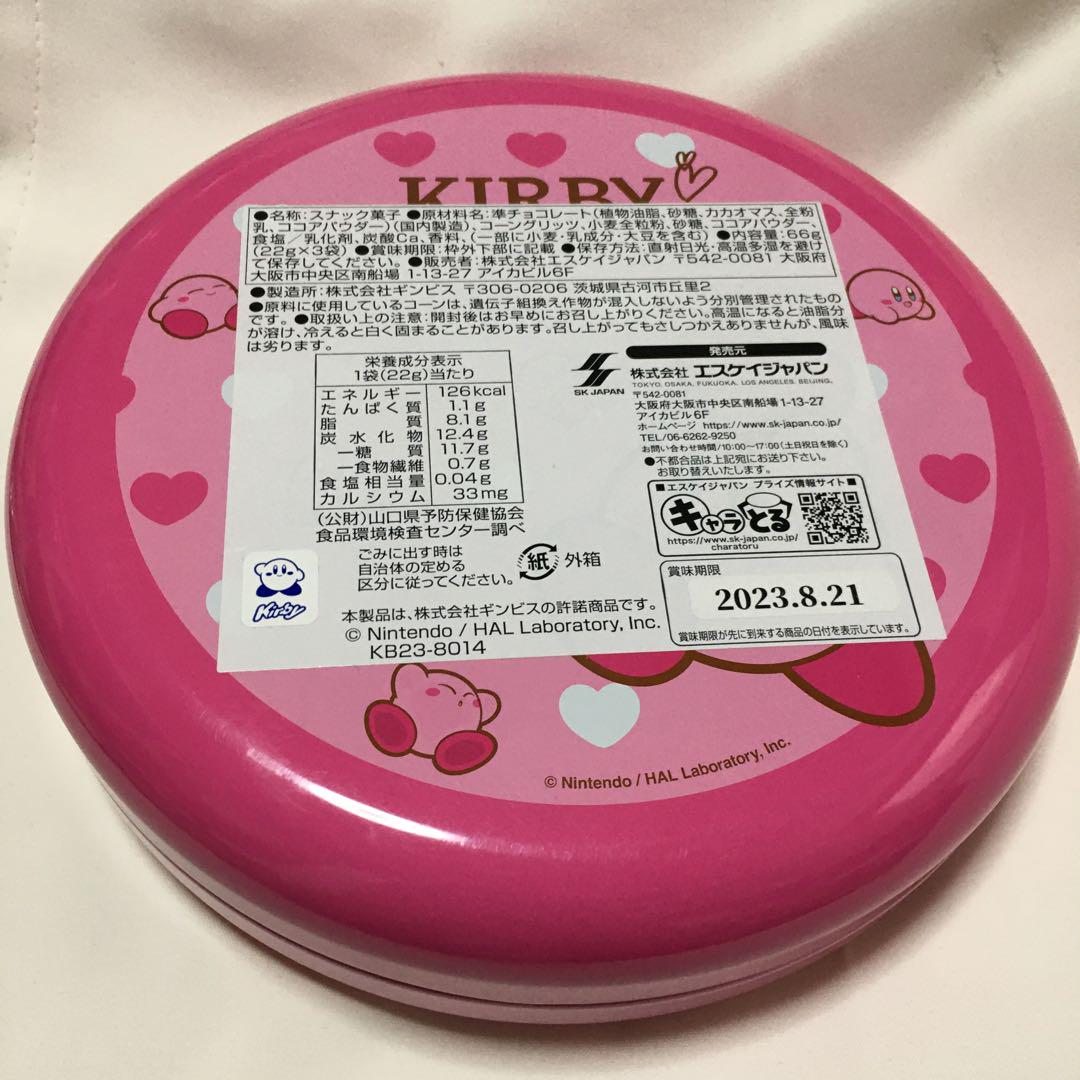 KIRBY
●名称:スナック菓子 ●原材料名:準チョコレート(植物油脂、砂糖、カカオマス、全粉
乳、ココアパウダー)(国内製造)、コーングリッツ、小麦全粒粉、砂糖、ココアパウダー、
食塩/乳化剤、炭酸Ca、香料、(一部に小麦・乳成分・大豆を含む) ●内容量:66g
(22g×3袋) ●賞味期限:枠外下部に記載 ●保存方法:直射日光・高温多湿を避け
て保存してください。●販売者:株式会社エスケイジャパン 〒542-0081 大阪府
大阪市中央区南船場 1-13-27 アイカビル6F
●製造所:株式会社ギンビス 〒306-0206 茨城県古河市丘里2
●原料に使用しているコーンは、遺伝子組換え作物が混入しないよう分別管理されたもの
です。●取扱い上の注意:開封後はお早めにお召し上がりください。高温になると油脂分
が溶け、冷えると白く固まることがあります。召し上がってもさしつかえありませんが、風味
は劣ります。
栄養成分表示
1袋(22g)当たり
エネルギー 126kcal
たんぱく質 1.1g
脂質 8.1g
炭水化物 12.4g
―糖質 11.7g
―食物繊維 0.7g
食塩相当量 0.04g
カルシウム 33mg
(公財)山口県予防保健協会
食品環境検査センター調べ
ごみに出す時は
自治体の定める
区分に従ってください。
紙 外箱
Kirby
本製品は、株式会社ギンビスの許諾商品です。
© Nintendo / HAL Laboratory, Inc.
KB23-8014
発売元
SK JAPAN
株式会社 エスケイジャパン
TOKYO. OSAKA. FUKUOKA. LOS ANGELES. BEIJING.
〒542-0081
大阪府大阪市中央区南船場1-13-27
アイカビル 6F
ホームページ https://www.sk-japan.co.jp/
TEL/06-6262-9250
お問い合わせ時間/10:00~17:00(土日祝日を除く)
●不都合品は上記宛にお送り下さい。
お取り替えいたします。
■エスケイジャパン プライズ情報サイト■
キャラとる
https://www.sk-japan.co.jp/
charatoru
賞味期限
2023.8.21
賞味期限が先に到来する商品の日付を表示しています。
© Nintendo / HAL Laboratory, Inc.